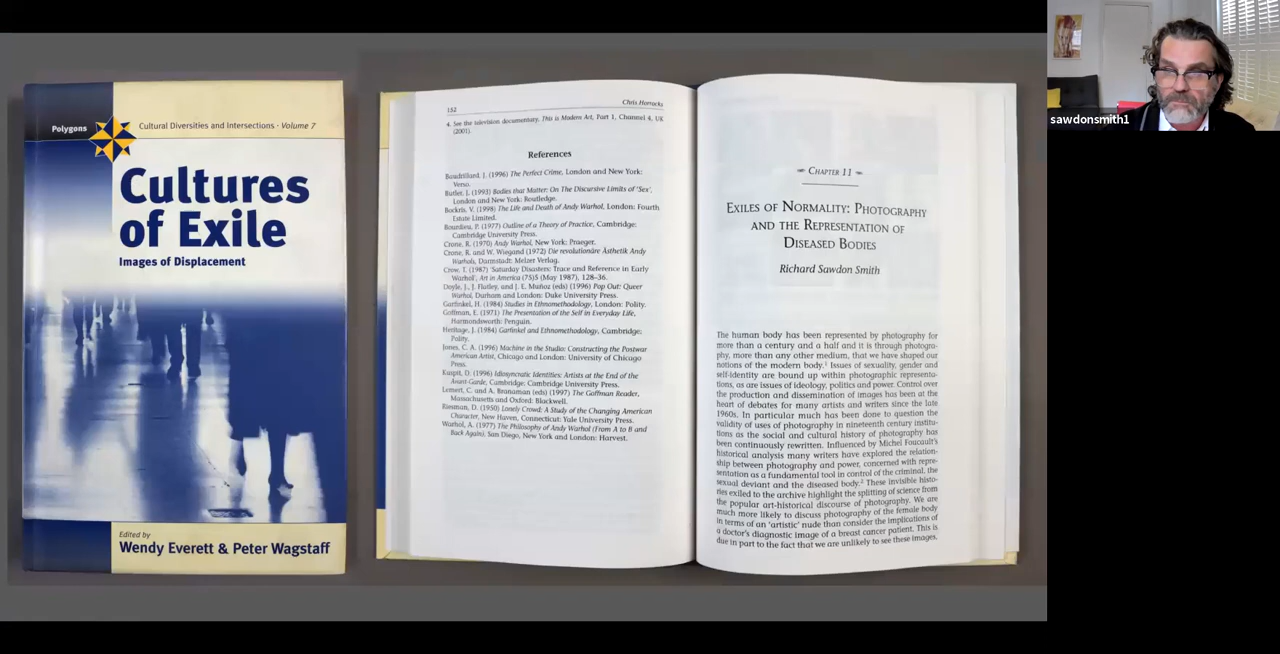 Polygons
Cultural Diversities and Intersections · Volume 7
Cultures
of Exile
Images of Displacement
Edited by
Wendy Everett & Peter Wagstaff
152
Chris Horrocks
4. See the television documentary, This is Modern Art, Part 1, Channel 4, UK
(2001).
References
Baudrillard, J. (1996) The Perfect Crime, London and New York:
Verso.
Butler, J. (1993) Bodies that Matter: On The Discursive Limits of 'Sex',
London and New York: Routledge.
Bockris, V. (1998) The Life and Death of Andy Warhol, London: Fourth
Estate Limited.
Bourdieu, P. (1977) Outline of a Theory of Practice, Cambridge:
Cambridge University Press.
Crone, R. (1970) Andy Warhol, New York: Praeger.
Crone, R. and W. Wiegand (1972) Die revolutionäre Ästhetik Andy
Warhols, Darmstadt: Melzer Verlag.
Crow, T. (1987) 'Saturday Disasters: Trace and Reference in Early
Warhol', Art in America (75)5 (May 1987), 128–36.
Doyle, J., J. Flatley, and J. E. Muñoz (eds) (1996) Pop Out: Queer
Warhol, Durham and London: Duke University Press.
Garfinkel, H. (1984) Studies in Ethnomethodology, London: Polity.
Goffman, E. (1971) The Presentation of the Self in Everyday Life,
Harmondsworth: Penguin.
Heritage, J. (1984) Garfinkel and Ethnomethodology, Cambridge:
Polity.
Jones, C. A. (1996) Machine in the Studio: Constructing the Postwar
American Artist, Chicago and London: University of Chicago
Press.
Kuspit, D. (1996) Idiosyncratic Identities: Artists at the End of the
Avant-Garde, Cambridge: Cambridge University Press.
Lemert, C. and A. Branaman (eds) (1997) The Goffman Reader,
Massachusetts and Oxford: Blackwell.
Riesman, D. (1950) Lonely Crowd: A Study of the Changing American
Character, New Haven, Connecticut: Yale University Press.
Warhol, A. (1977) The Philosophy of Andy Warhol (From A to B and
Back Again), San Diego, New York and London: Harvest.
CHAPTER 11
EXILES OF NORMALITY: PHOTOGRAPHY
AND THE REPRESENTATION OF
DISEASED BODIES
Richard Sawdon Smith
The human body has been represented by photography for
more than a century and a half and it is through photogra-
phy, more than any other medium, that we have shaped our
notions of the modern body.¹ Issues of sexuality, gender and
self-identity are bound up within photographic representa-
tions, as are issues of ideology, politics and power. Control over
the production and dissemination of images has been at the
heart of debates for many artists and writers since the late
1960s. In particular much has been done to question the
validity of uses of photography in nineteenth century institu-
tions as the social and cultural history of photography has
been continuously rewritten. Influenced by Michel Foucault's
historical analysis many writers have explored the relation-
ship between photography and power, concerned with repre-
sentation as a fundamental tool in control of the criminal, the
sexual deviant and the diseased body.² These invisible histo-
ries exiled to the archive highlight the splitting of science from
the popular art-historical discourse of photography. We are
much more likely to discuss photography of the female body
in terms of an 'artistic' nude than consider the implications of
a doctor's diagnostic image of a breast cancer patient. This is
due in part to the fact that we are unlikely to see these images,
sawdonsmith1